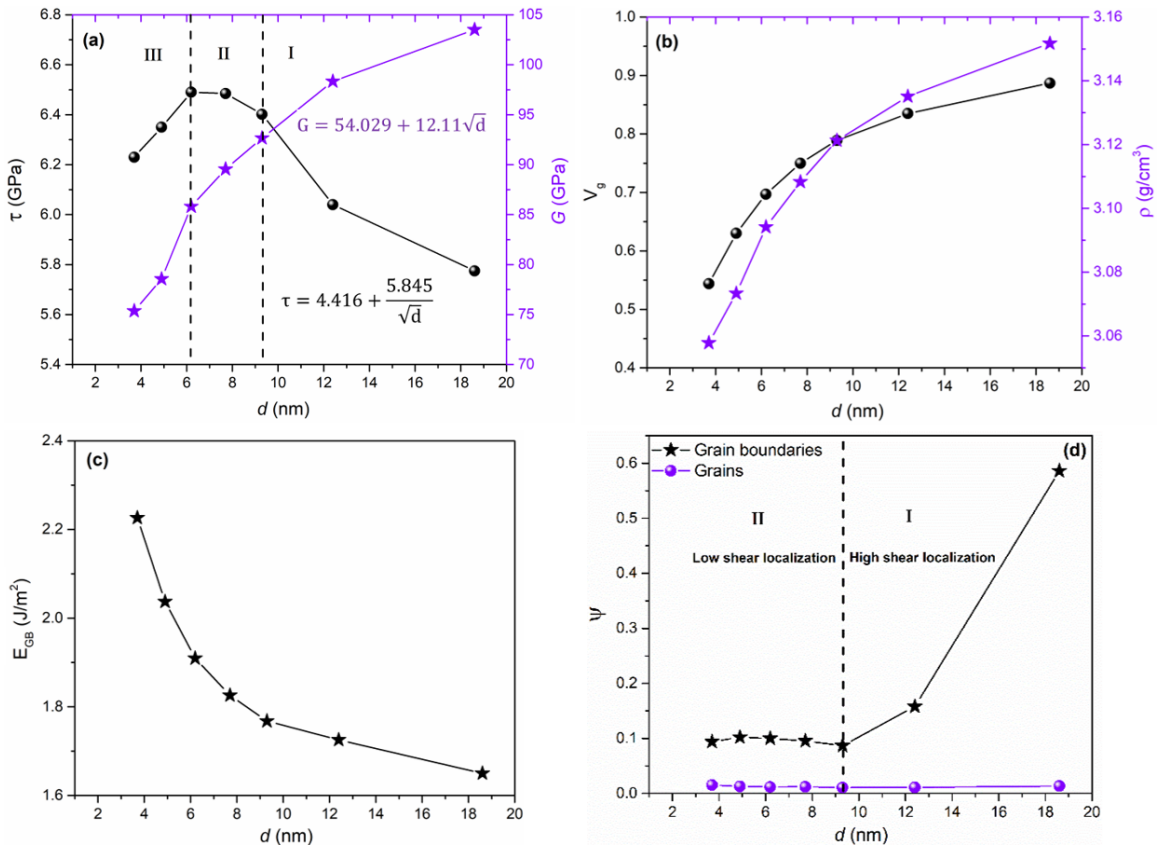 (a)
III
II
I
G = 54.029 + 12.11√d
τ = 4.416 + 5.845/√d
τ (GPa)
6.8
6.6
6.4
6.2
6.0
5.8
5.6
5.4
G (GPa)
105
100
95
90
85
80
75
70
2 4 6 8 10 12 14 16 18 20
d (nm)
(b)
V_g
1.0
0.9
0.8
0.7
0.6
0.5
0.4
ρ (g/cm³)
3.16
3.14
3.12
3.10
3.08
3.06
2 4 6 8 10 12 14 16 18 20
d (nm)
(c)
E_GB (J/m²)
2.4
2.2
2.0
1.8
1.6
2 4 6 8 10 12 14 16 18 20
d (nm)
(d)
Grain boundaries
Grains
II
I
Low shear localization
High shear localization
ψ
0.6
0.5
0.4
0.3
0.2
0.1
0.0
2 4 6 8 10 12 14 16 18 20
d (nm)